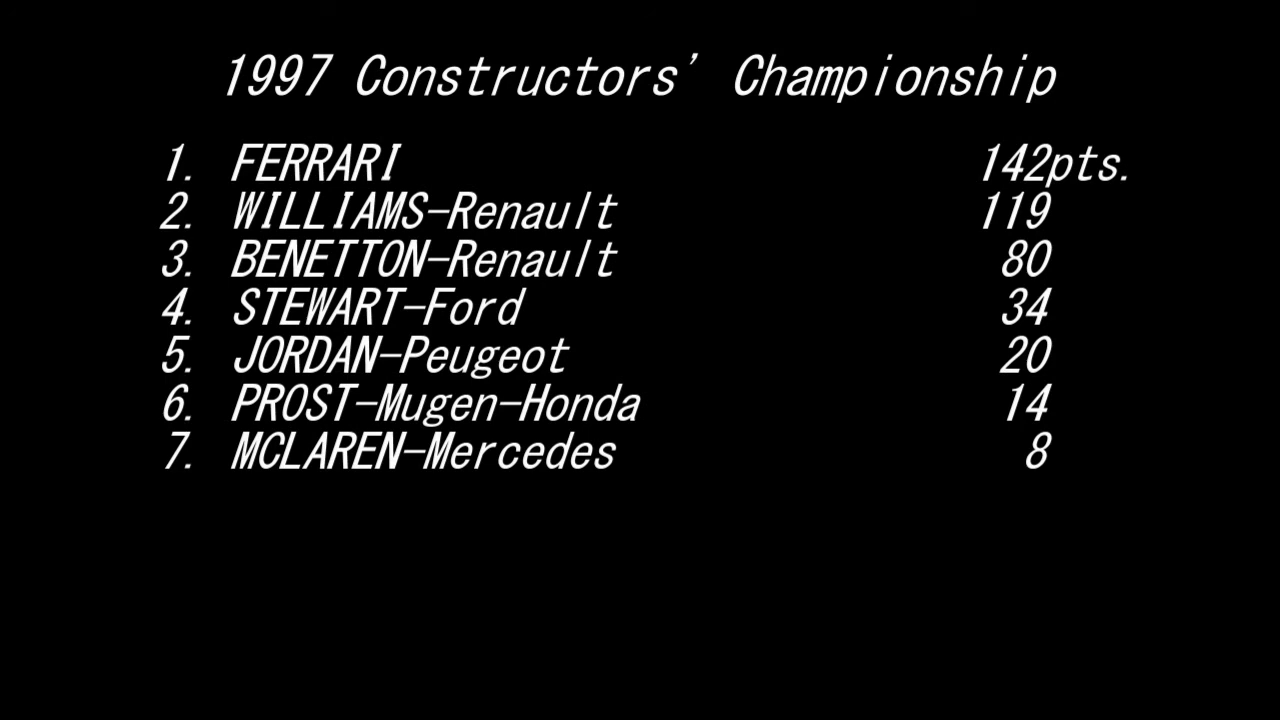 1997 Constructors' Championship
1. FERRARI 142pts.
2. WILLIAMS-Renault 119
3. BENETTON-Renault 80
4. STEWART-Ford 34
5. JORDAN-Peugeot 20
6. PROST-Mugen-Honda 14
7. MCLAREN-Mercedes 8